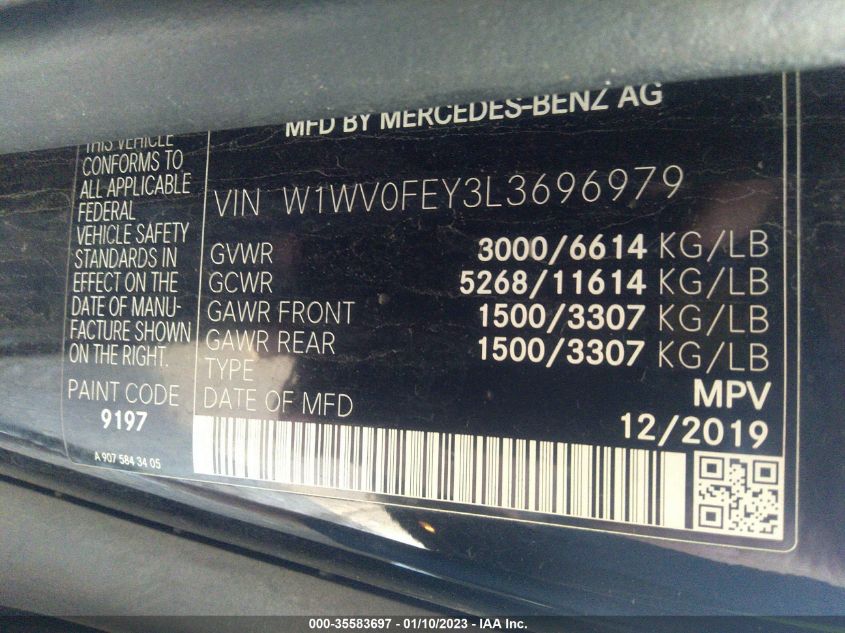 MFD BY MERCEDES-BENZ AG
THIS VEHICLE
CONFORMS TO
ALL APPLICABLE
FEDERAL
VEHICLE SAFETY
STANDARDS IN
EFFECT ON THE
DATE OF MANU-
FACTURE SHOWN
ON THE RIGHT.
PAINT CODE
9197
A 907 584 34 05
VIN W1WV0FEY3L3696979
GVWR 3000/6614 KG/LB
GCWR 5268/11614 KG/LB
GAWR FRONT 1500/3307 KG/LB
GAWR REAR 1500/3307 KG/LB
TYPE MPV
DATE OF MFD 12/2019
000-35583697 - 01/10/2023 - IAA Inc.